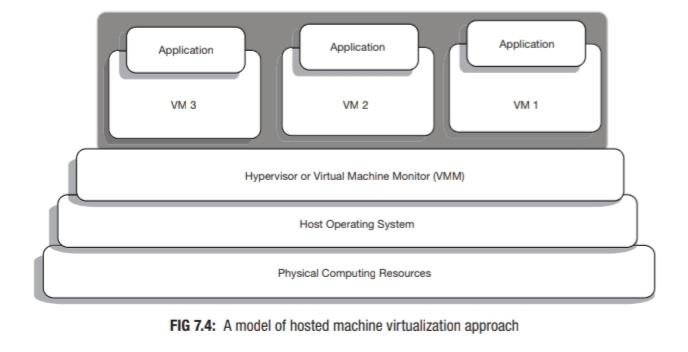 Application Application Application
VM 3 VM 2 VM 1
Hypervisor or Virtual Machine Monitor (VMM)
Host Operating System
Physical Computing Resources
FIG 7.4: A model of hosted machine virtualization approach